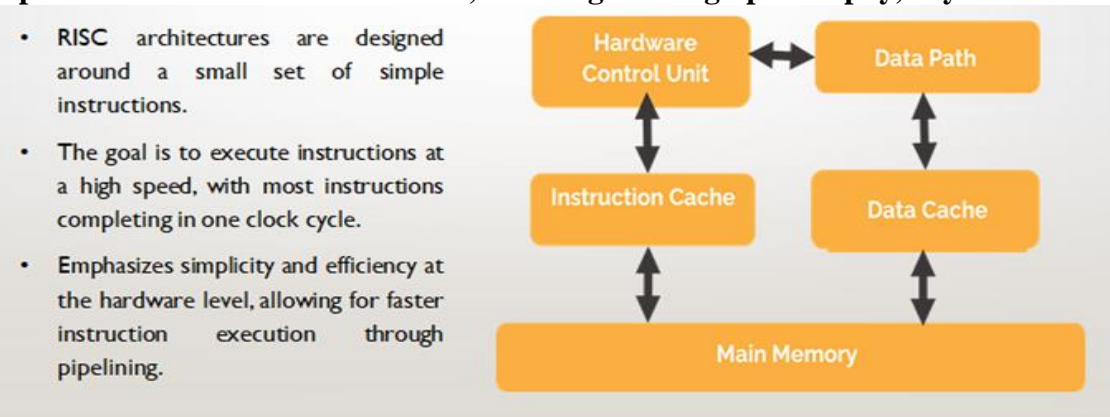 • RISC architectures are designed
around a small set of simple
instructions.
• The goal is to execute instructions at
a high speed, with most instructions
completing in one clock cycle.
• Emphasizes simplicity and efficiency at
the hardware level, allowing for faster
instruction execution through
pipelining.
Hardware
Control Unit
Data Path
Instruction Cache
Data Cache
Main Memory